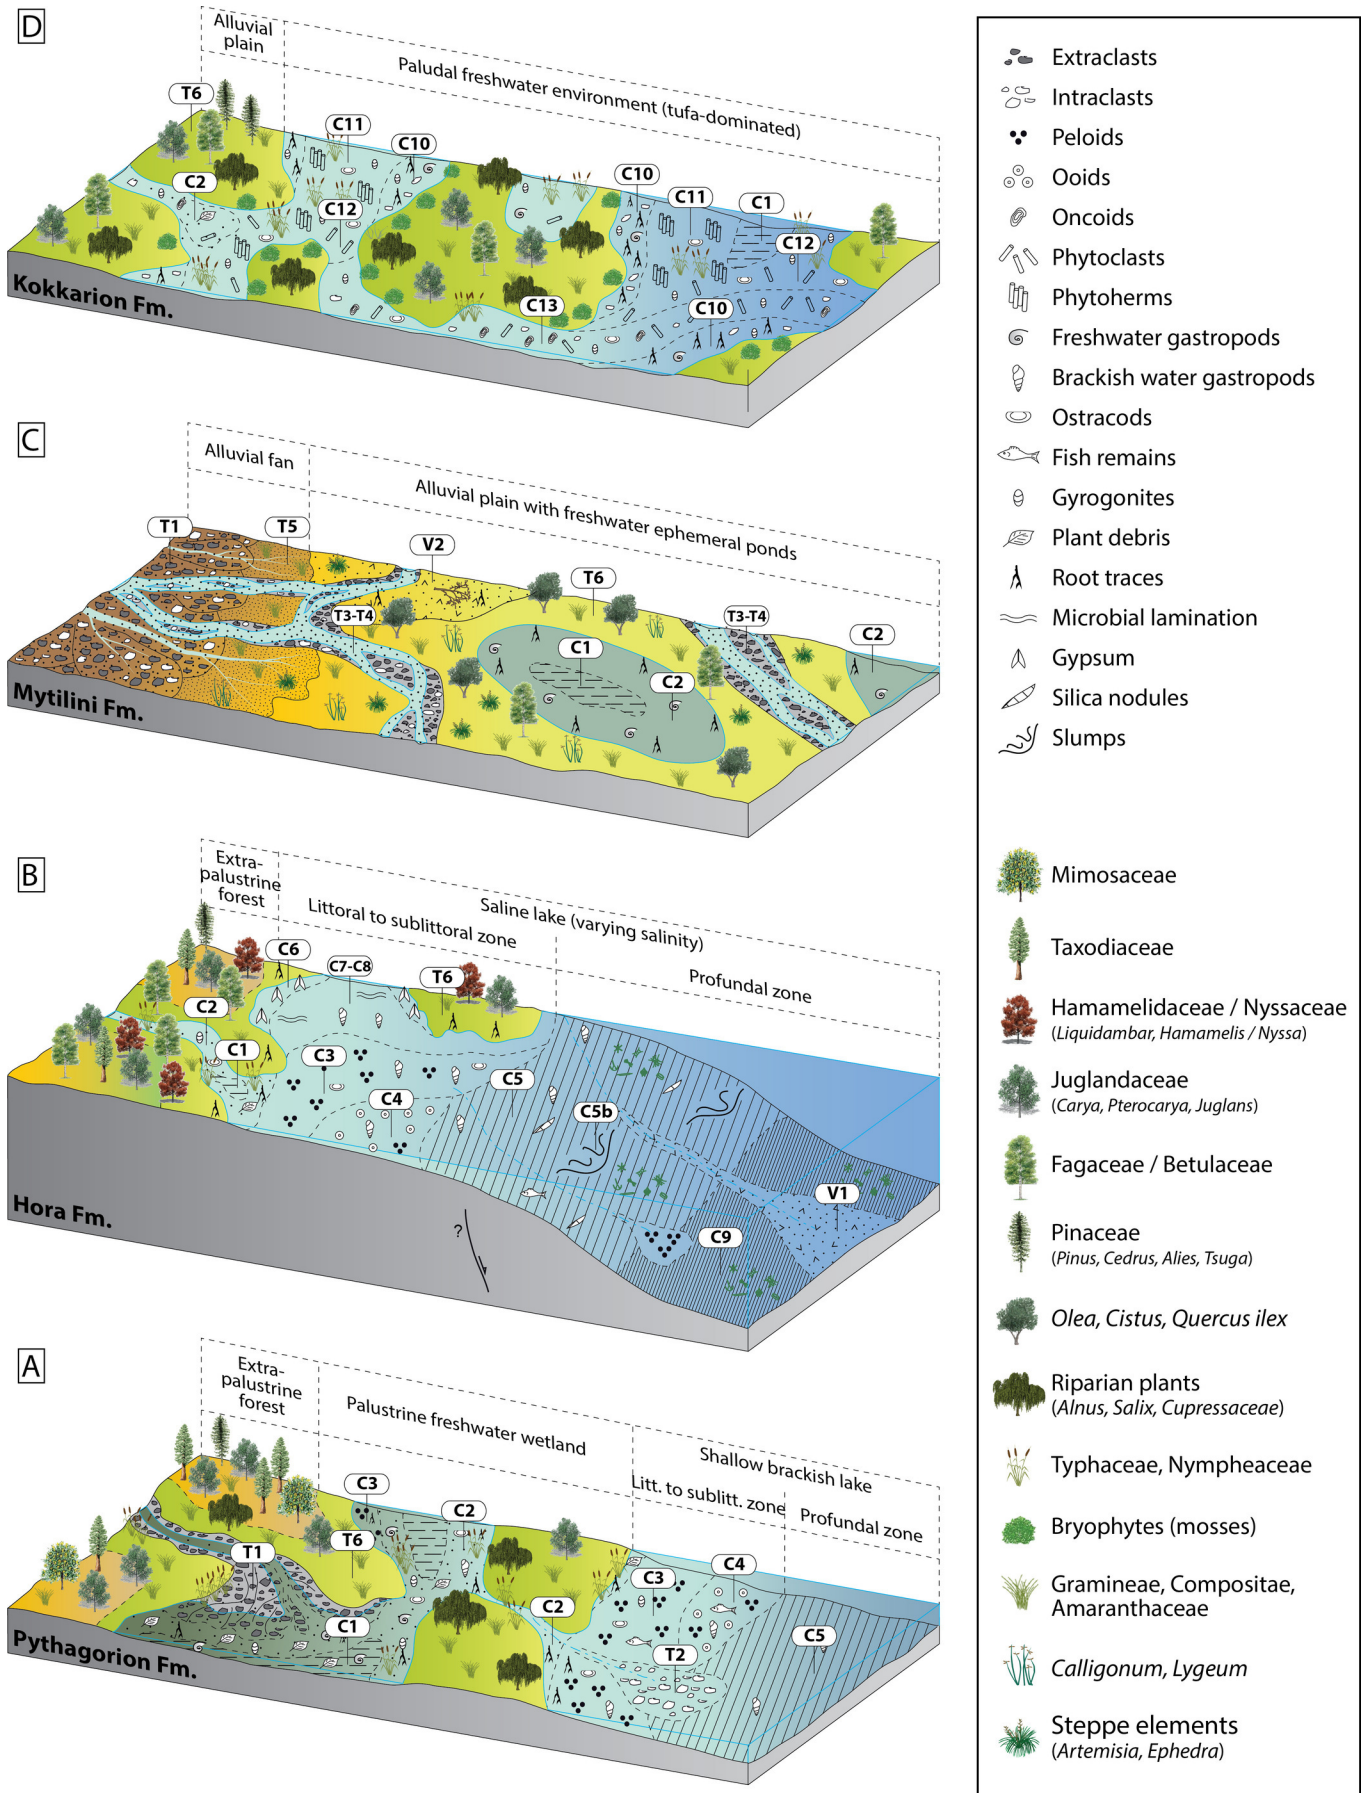 D
Alluvial
plain
Paludal freshwater environment (tufa-dominated)
T6
C11
C10
C2
C12
C10
C11
C1
C12
C13
C10
Kokkarion Fm.
C
Alluvial fan
Alluvial plain with freshwater ephemeral ponds
T1
T5
V2
T6
T3-T4
T3-T4
C1
C2
C2
Mytilini Fm.
B
Extra-
palustrine
forest
Saline lake (varying salinity)
Littoral to sublittoral zone
Profundal zone
C6
C7-C8
T6
C2
C1
C3
C4
C5
C5b
V1
C9
?
Hora Fm.
A
Extra-
palustrine
forest
Palustrine freshwater wetland
Shallow brackish lake
Litt. to sublitt. zone
Profundal zone
C3
C2
T6
T1
C1
C2
C3
C4
T2
C5
Pythagorion Fm.
Extraclasts
Intraclasts
Peloids
Ooids
Oncoids
Phytoclasts
Phytoherms
Freshwater gastropods
Brackish water gastropods
Ostracods
Fish remains
Gyrogonites
Plant debris
Root traces
Microbial lamination
Gypsum
Silica nodules
Slumps
Mimosaceae
Taxodiaceae
Hamamelidaceae / Nyssaceae
(Liquidambar, Hamamelis / Nyssa)
Juglandaceae
(Carya, Pterocarya, Juglans)
Fagaceae / Betulaceae
Pinaceae
(Pinus, Cedrus, Alies, Tsuga)
Olea, Cistus, Quercus ilex
Riparian plants
(Alnus, Salix, Cupressaceae)
Typhaceae, Nympheaceae
Bryophytes (mosses)
Gramineae, Compositae,
Amaranthaceae
Calligonum, Lygeum
Steppe elements
(Artemisia, Ephedra)